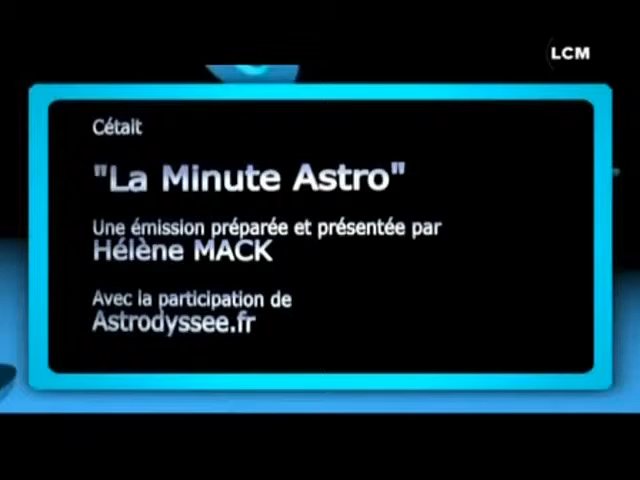 LCM
Cétait
"La Minute Astro"
Une émission préparée et présentée par
Hélène MACK
Avec la participation de
Astrodyssee.fr